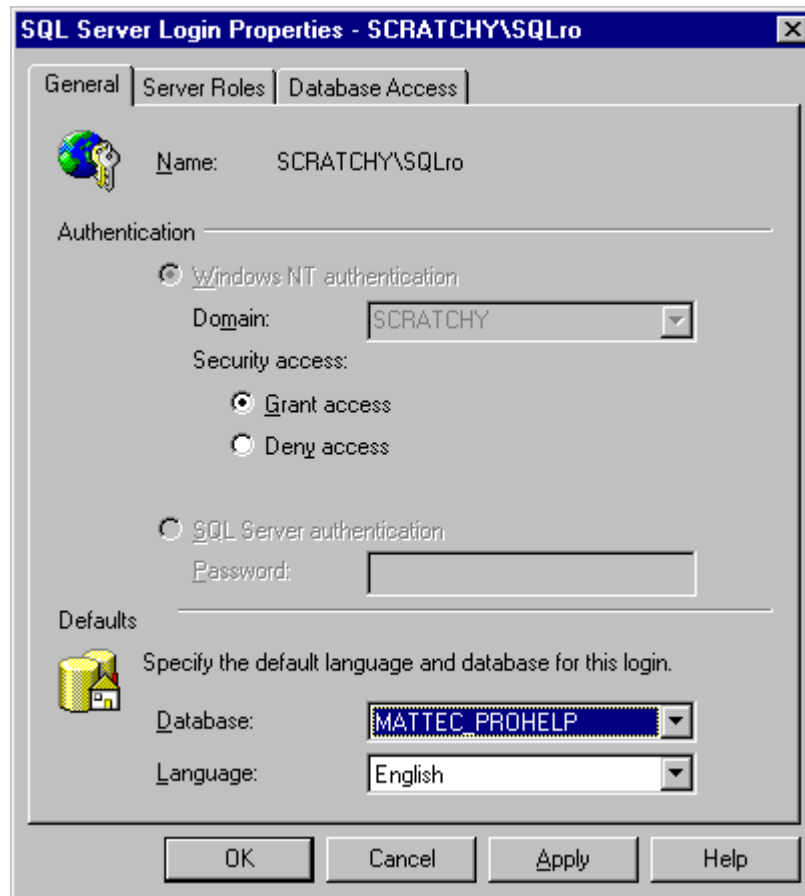 SQL Server Login Properties - SCRATCHY\SQLro
General Server Roles Database Access
Name: SCRATCHY\SQLro
Authentication
Windows NT authentication
Domain: SCRATCHY
Security access:
Grant access
Deny access
SQL Server authentication
Password:
Defaults
Specify the default language and database for this login.
Database: MATTEC_PROHELP
Language: English
OK Cancel Apply Help